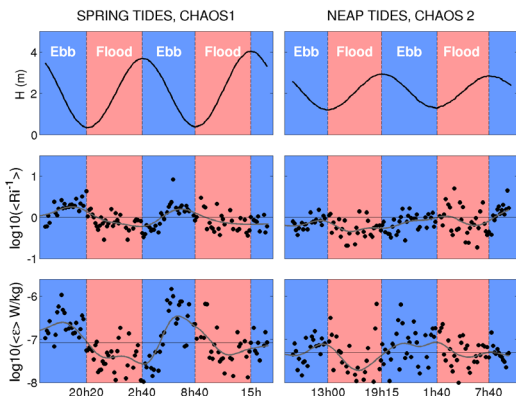 SPRING TIDES, CHAOS1
NEAP TIDES, CHAOS 2
Ebb Flood Ebb Flood
Ebb Flood Ebb Flood
H (m)
4
2
0
log10(<Ri⁻¹>)
1
0
-1
log10(<ε> W/kg)
-6
-7
-8
20h20 2h40 8h40 15h
13h00 19h15 1h40 7h40